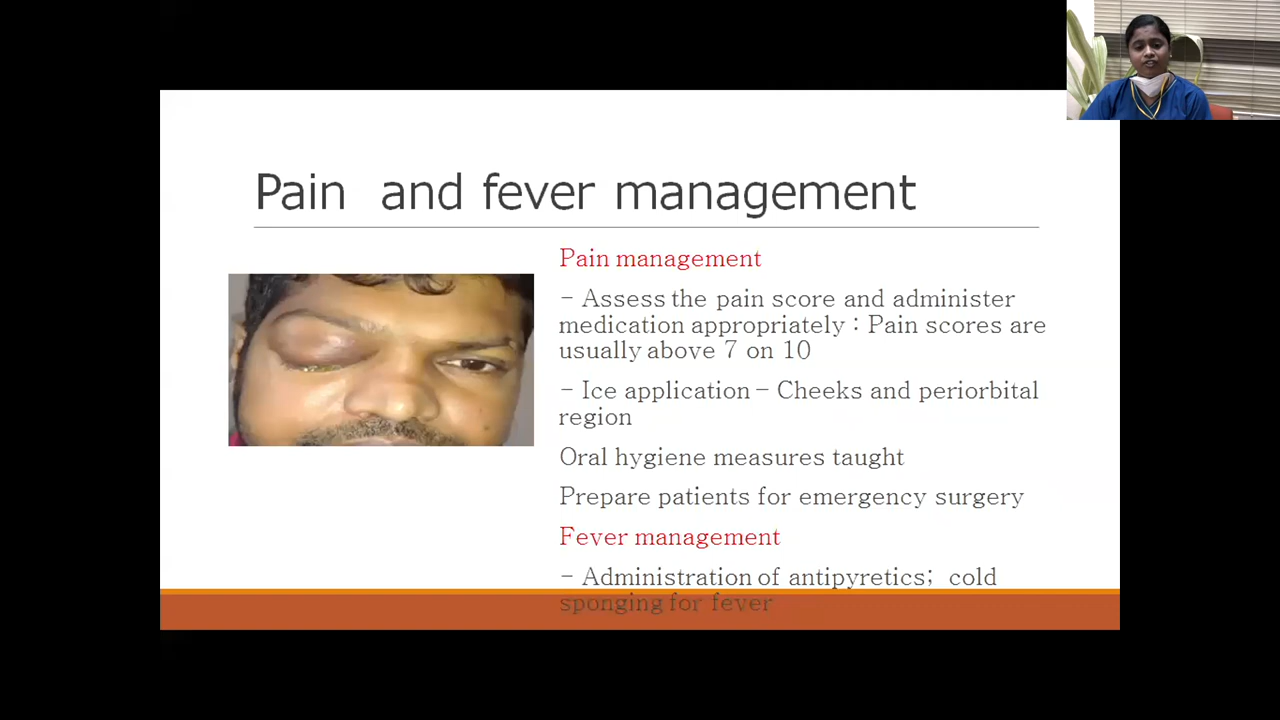 Pain and fever management
Pain management
- Assess the pain score and administer
medication appropriately : Pain scores are
usually above 7 on 10
- Ice application - Cheeks and periorbital
region
Oral hygiene measures taught
Prepare patients for emergency surgery
Fever management
- Administration of antipyretics; cold
sponging for fever